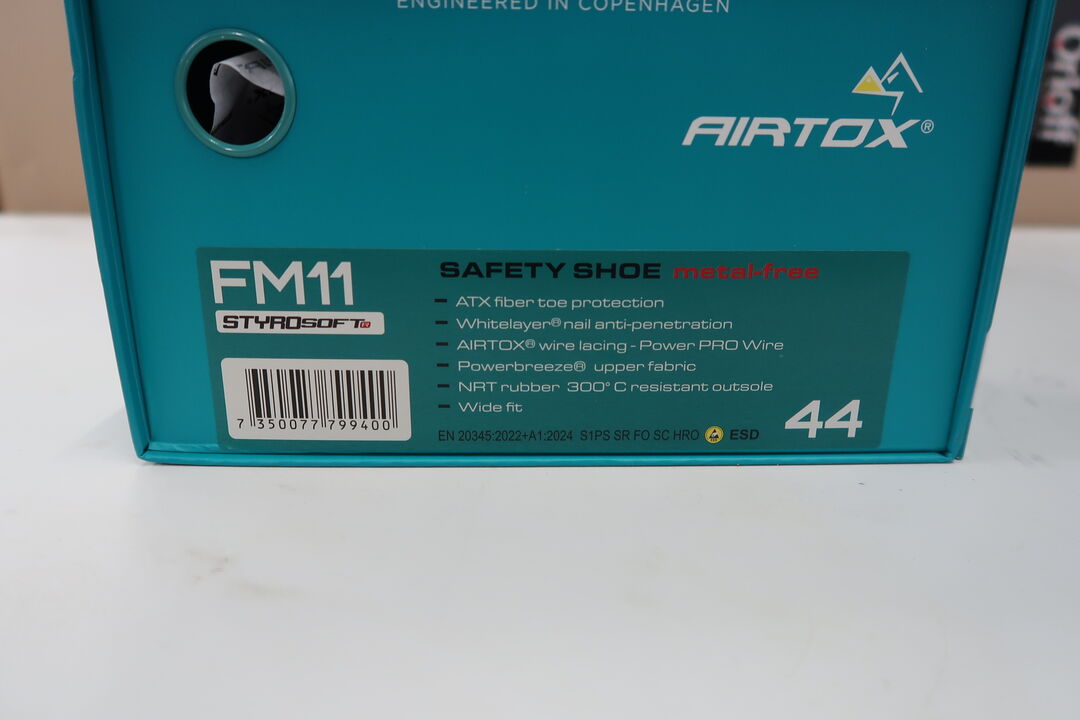 ENGINEERED IN COPENHAGEN
AIRTOX®
FM11
STYROSOFT®
SAFETY SHOE metal-free
– ATX fiber toe protection
– Whitelayer® nail anti-penetration
– AIRTOX® wire lacing - Power PRO Wire
– Powerbreeze® upper fabric
– NRT rubber 300° C resistant outsole
– Wide fit
7 350077 799400
EN 20345:2022+A1:2024 S1PS SR FO SC HRO ESD
44